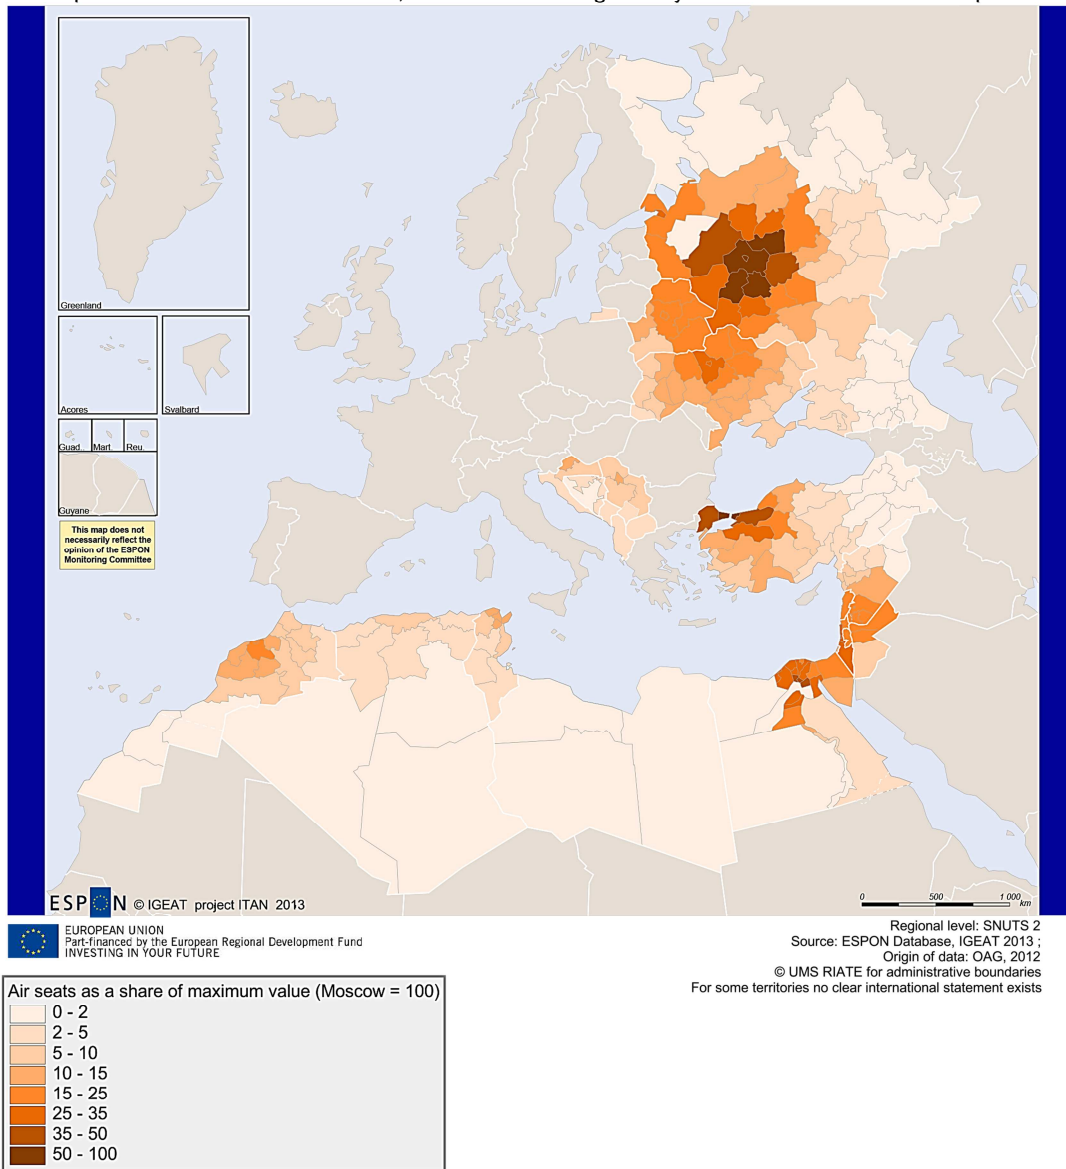 Greenland
Acores
Svalbard
Guad.
Mart.
Reu.
Guyane
This map does not
necessarily reflect the
opinion of the ESPON
Monitoring Committee
ESPON © IGEAT project ITAN 2013
0 500 1 000
km
EUROPEAN UNION
Part-financed by the European Regional Development Fund
INVESTING IN YOUR FUTURE
Regional level: SNUTS 2
Source: ESPON Database, IGEAT 2013 ;
Origin of data: OAG, 2012
© UMS RIATE for administrative boundaries
For some territories no clear international statement exists
Air seats as a share of maximum value (Moscow = 100)
0 - 2
2 - 5
5 - 10
10 - 15
15 - 25
25 - 35
35 - 50
50 - 100